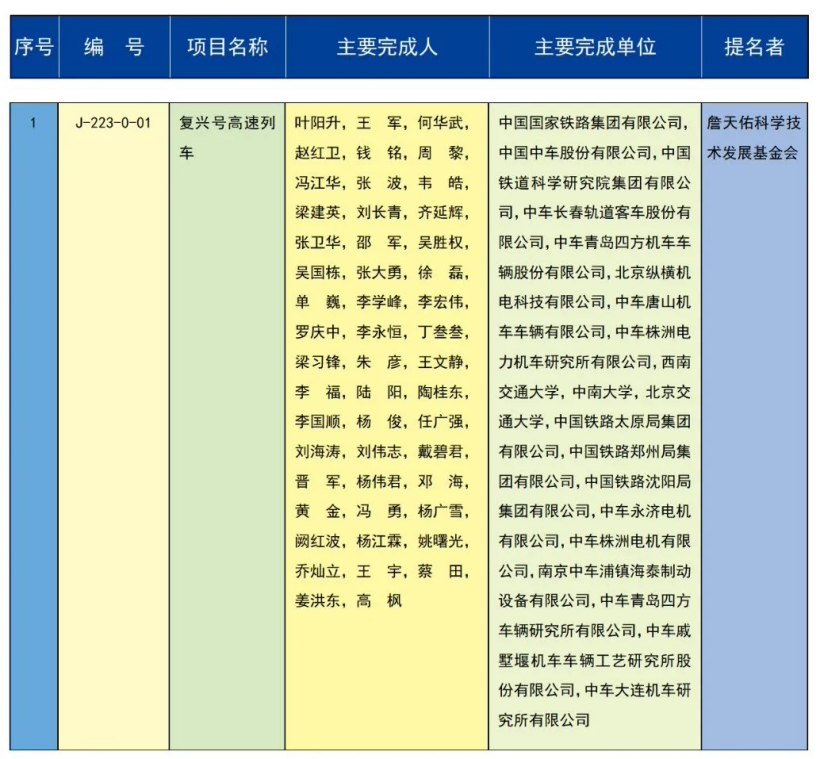 序号
编 号
项目名称
主要完成人
主要完成单位
提名者
1
J-223-0-01
复兴号高速列
车
叶阳升，王 军，何华武，
赵红卫，钱 铭，周 黎，
冯江华，张 波，韦 皓，
梁建英，刘长青，齐延辉，
张卫华，邵 军，吴胜权，
吴国栋，张大勇，徐 磊，
单 巍，李学峰，李宏伟，
罗庆中，李永恒，丁叁叁，
梁习锋，朱 彦，王文静，
李 福，陆 阳，陶桂东，
李国顺，杨 俊，任广强，
刘海涛，刘伟志，戴碧君，
晋 军，杨伟君，邓 海，
黄 金，冯 勇，杨广雪，
阙红波，杨江霖，姚曙光，
乔灿立，王 宇，蔡 田，
姜洪东，高 枫
中国国家铁路集团有限公司，
中国中车股份有限公司，中国
铁道科学研究院集团有限公
司，中车长春轨道客车股份有
限公司，中车青岛四方机车车
辆股份有限公司，北京纵横机
电科技有限公司，中车唐山机
车车辆有限公司，中车株洲电
力机车研究所有限公司，西南
交通大学，中南大学，北京交
通大学，中国铁路太原局集团
有限公司，中国铁路郑州局集
团有限公司，中国铁路沈阳局
集团有限公司，中车永济电机
有限公司，中车株洲电机有限
公司，南京中车浦镇海泰制动
设备有限公司，中车青岛四方
车辆研究所有限公司，中车戚
墅堰机车车辆工艺研究所股
份有限公司，中车大连机车研
究所有限公司
詹天佑科学技
术发展基金会